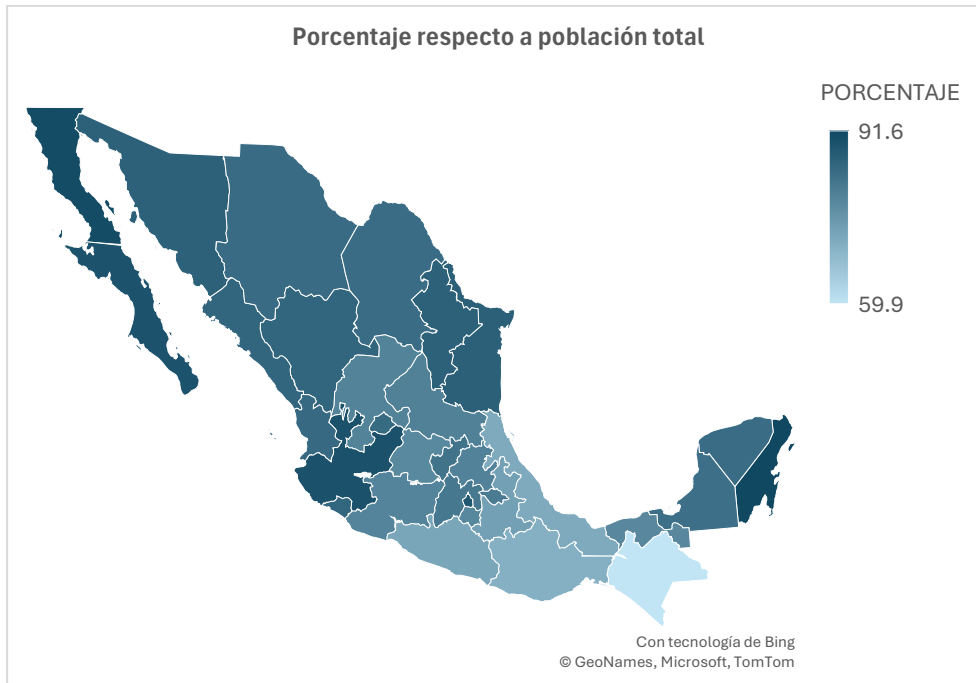 Porcentaje respecto a población total
PORCENTAJE
91.6
59.9
Con tecnología de Bing
© GeoNames, Microsoft, TomTom